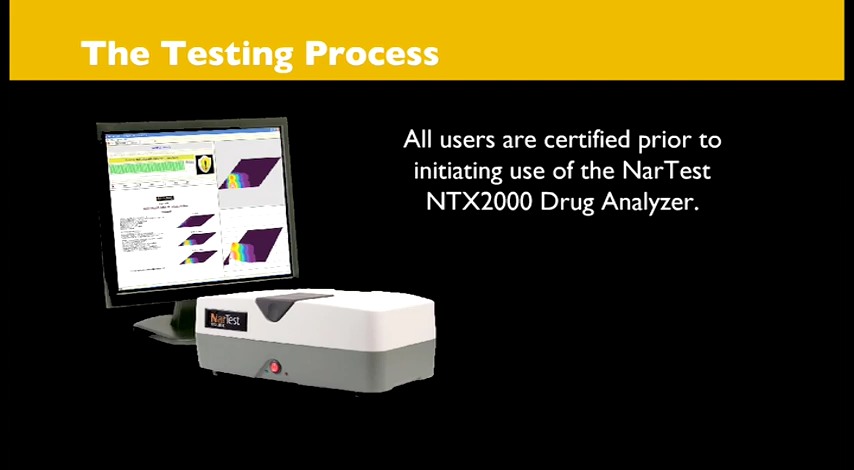 The Testing Process
All users are certified prior to
initiating use of the NarTest
NTX2000 Drug Analyzer.
NarTest